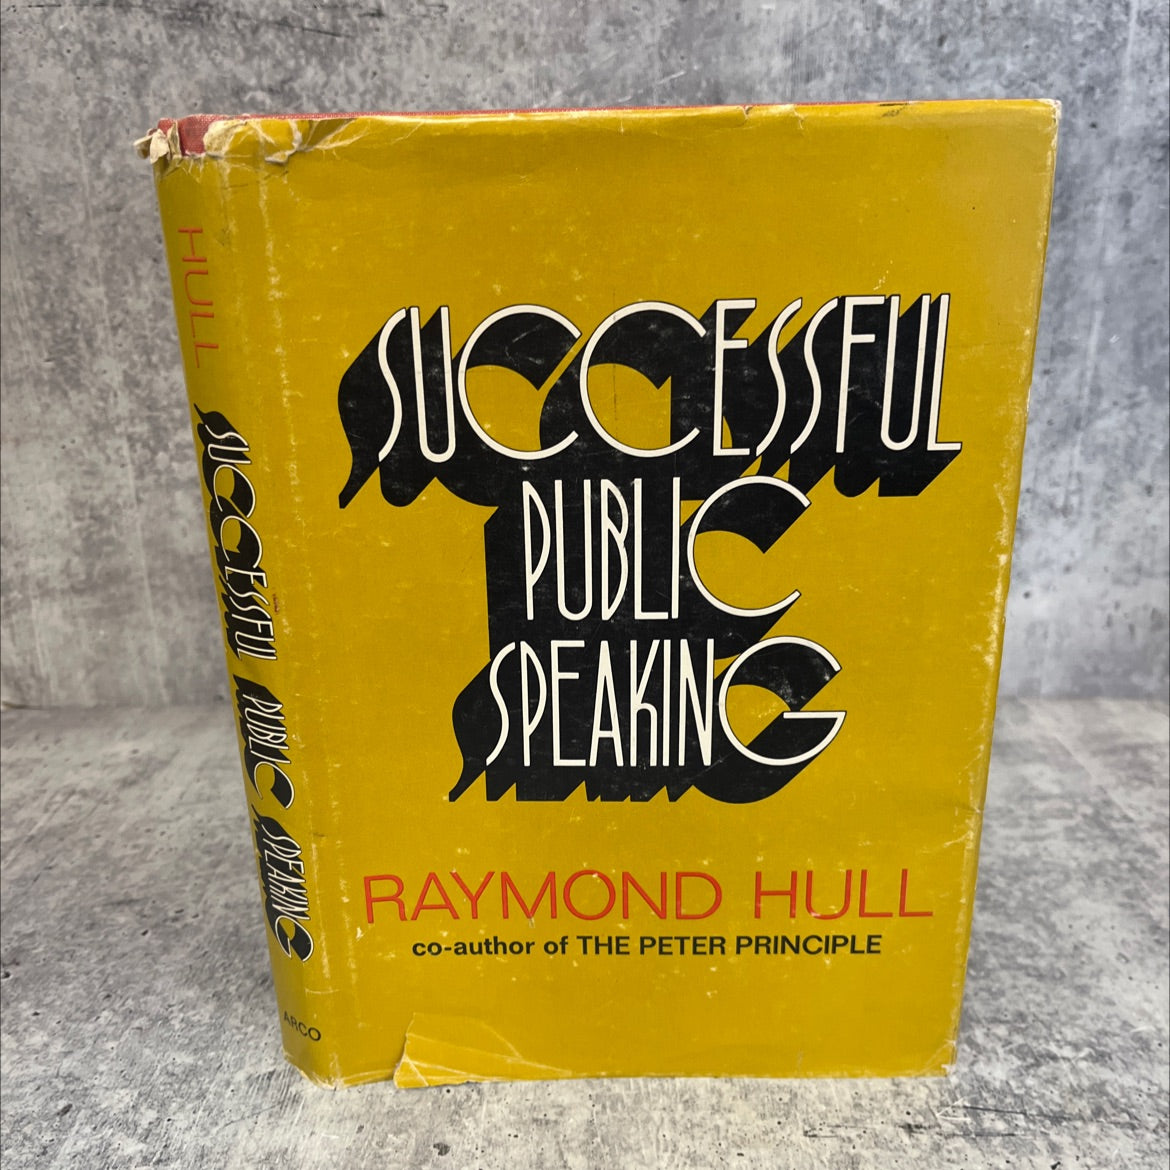 HULL
SUCCESSFUL PUBLIC SPEAKING
ARCO
SUCCESSFUL
PUBLIC
SPEAKING
RAYMOND HULL
co-author of THE PETER PRINCIPLE